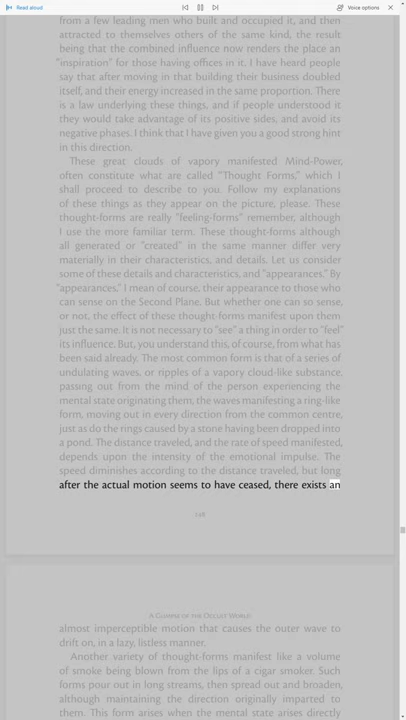 Read aloud
Voice options
from a few leading men who built and occupied it, and then
attracted to themselves others of the same kind, the result
being that the combined influence now renders the place an
“inspiration” for those having offices in it. I have heard people
say that after moving in that building their business doubled
itself, and their energy increased in the same proportion. There
is a law underlying these things, and if people understood it
they would take advantage of its positive sides, and avoid its
negative phases. I think that I have given you a good strong hint
in this direction.
These great clouds of vapory manifested Mind-Power,
often constitute what are called “Thought Forms,” which I
shall proceed to describe to you. Follow my explanations
of these things as they appear on the picture, please. These
thought-forms are really “feeling-forms” remember, although
I use the more familiar term. These thought-forms although
all generated or “created” in the same manner differ very
materially in their characteristics, and details. Let us consider
some of these details and characteristics, and “appearances.” By
“appearances,” I mean of course, their appearance to those who
can sense on the Second Plane. But whether one can so sense,
or not, the effect of these thought-forms manifest upon them
just the same. It is not necessary to “see” a thing in order to “feel”
its influence. But, you understand this, of course, from what has
been said already. The most common form is that of a series of
undulating waves, or ripples of a vapory cloud-like substance,
passing out from the mind of the person experiencing the
mental state originating them, the waves manifesting a ring-like
form, moving out in every direction from the common centre,
just as do the rings caused by a stone having been dropped into
a pond. The distance traveled, and the rate of speed manifested,
depends upon the intensity of the emotional impulse. The
speed diminishes according to the distance traveled, but long
after the actual motion seems to have ceased, there exists an
A Glimpse of the Occult World
almost imperceptible motion that causes the outer wave to
drift on, in a lazy, listless manner.
Another variety of thought-forms manifest like a volume
of smoke being blown from the lips of a cigar smoker. Such
forms pour out in long streams, then spread out and broaden,
although maintaining the direction originally imparted to
them. This form arises when the mental state arises directly